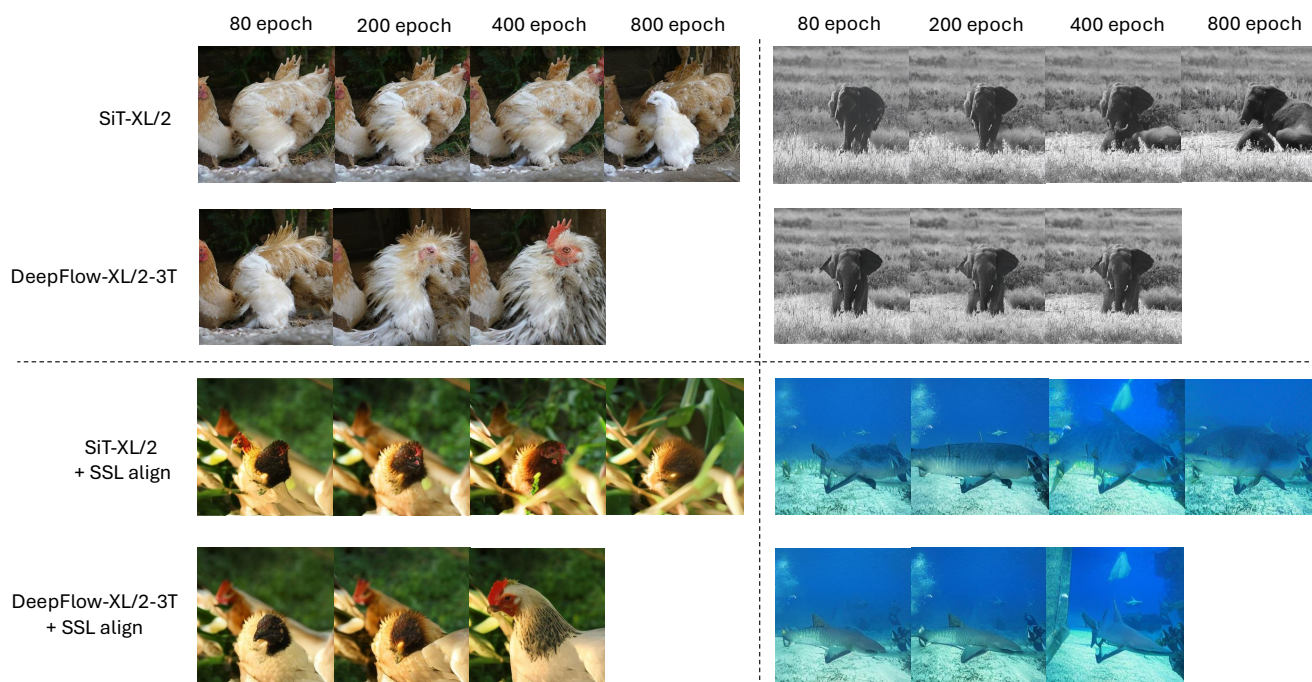 80 epoch 200 epoch 400 epoch 800 epoch 80 epoch 200 epoch 400 epoch 800 epoch
SiT-XL/2
DeepFlow-XL/2-3T
SiT-XL/2
+ SSL align
DeepFlow-XL/2-3T
+ SSL align